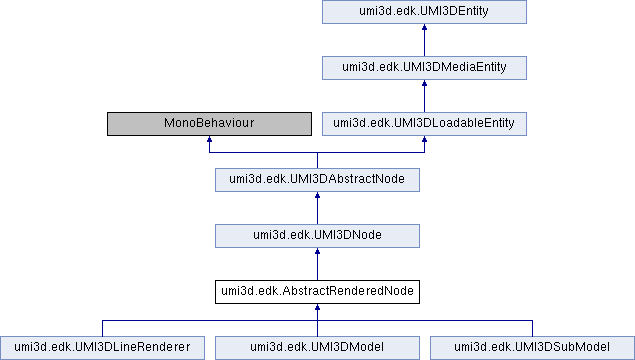 umi3d.edk.UMI3DEntity
umi3d.edk.UMI3DMediaEntity
MonoBehaviour
umi3d.edk.UMI3DLoadableEntity
umi3d.edk.UMI3DAbstractNode
umi3d.edk.UMI3DNode
umi3d.edk.AbstractRenderedNode
umi3d.edk.UMI3DLineRenderer
umi3d.edk.UMI3DModel
umi3d.edk.UMI3DSubModel